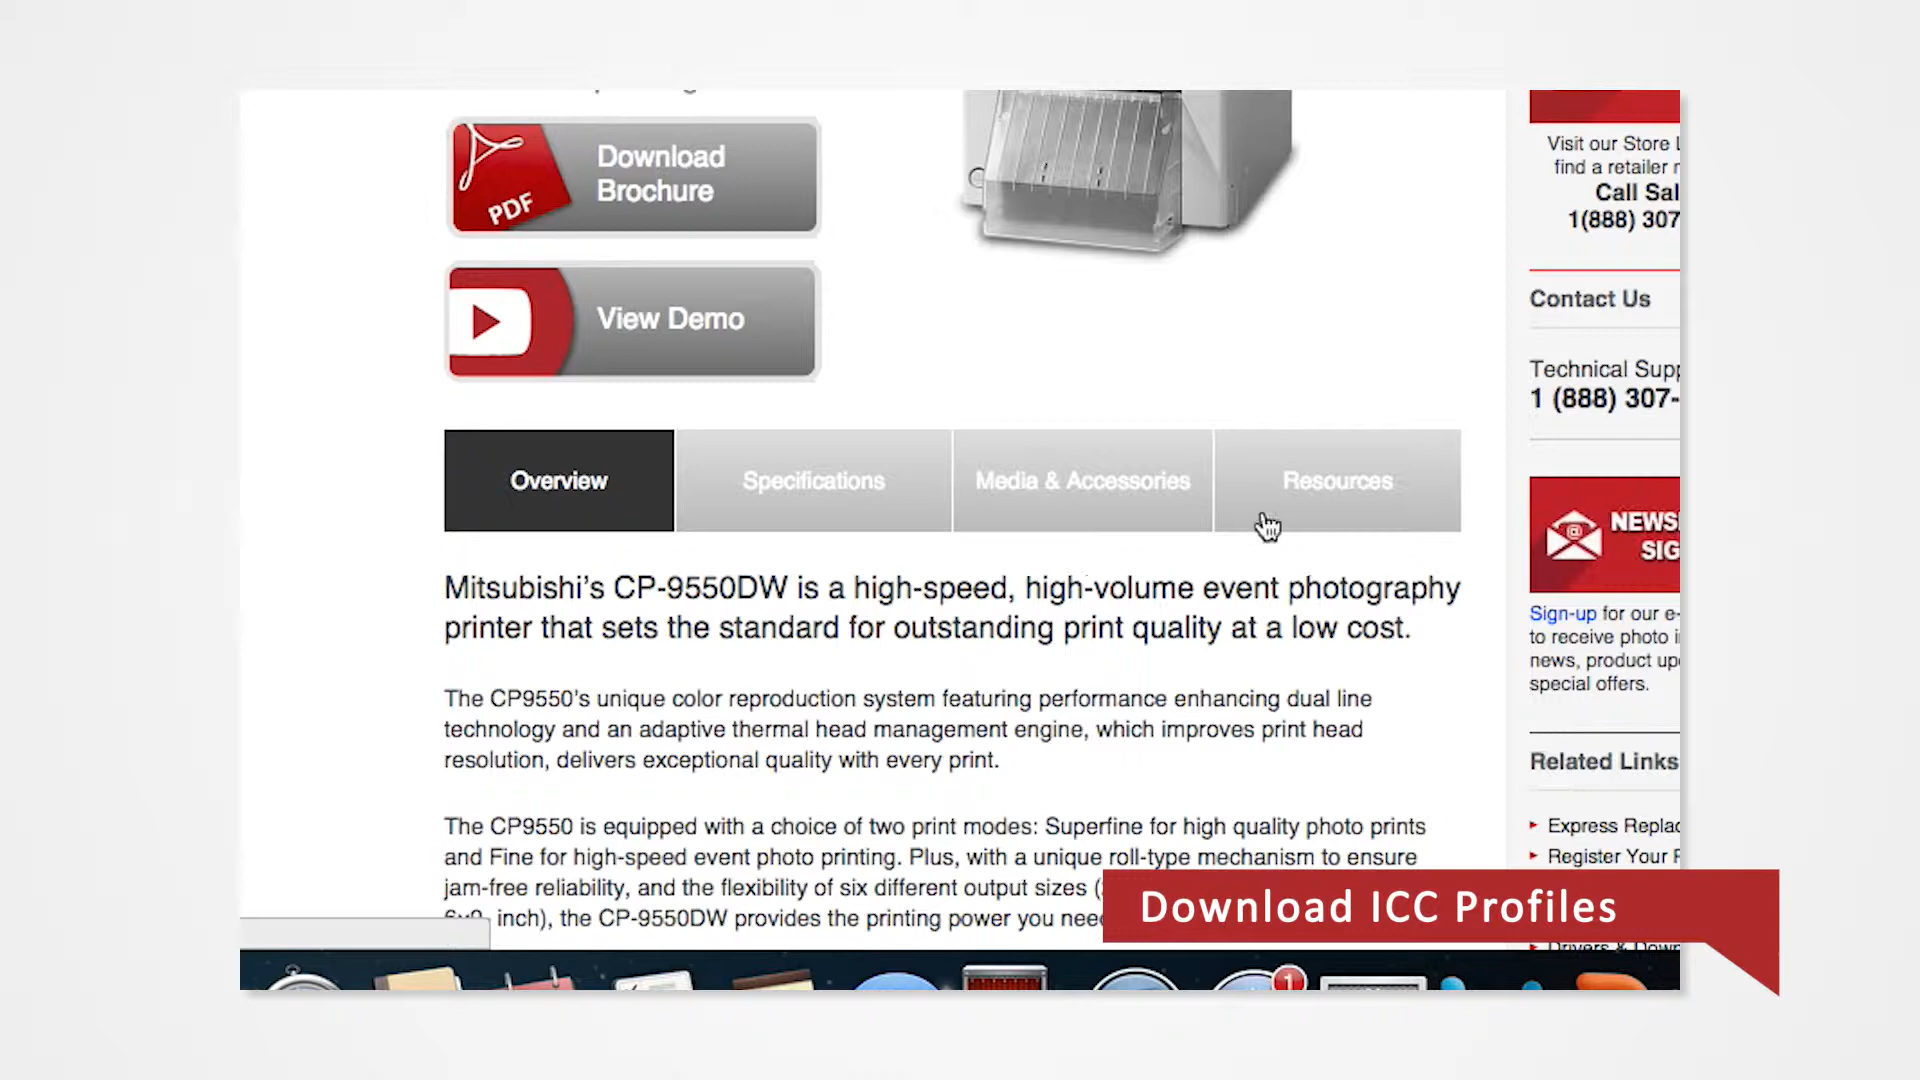 Download
Brochure
PDF
View Demo
Overview
Specifications
Media & Accessories
Resources
Mitsubishi's CP-9550DW is a high-speed, high-volume event photography
printer that sets the standard for outstanding print quality at a low cost.
The CP9550's unique color reproduction system featuring performance enhancing dual line
technology and an adaptive thermal head management engine, which improves print head
resolution, delivers exceptional quality with every print.
The CP9550 is equipped with a choice of two print modes: Superfine for high quality photo prints
and Fine for high-speed event photo printing. Plus, with a unique roll-type mechanism to ensure
jam-free reliability, and the flexibility of six different output sizes (
inch), the CP-9550DW provides the printing power you
Visit our Store
find a retailer
Call
1(888) 307
Contact Us
Technical
1 (888) 307-
@
Sign-up for our
to receive photo
news, product
special offers.
Related Links
Express
Register Your
Drivers &
Download ICC Profiles
1